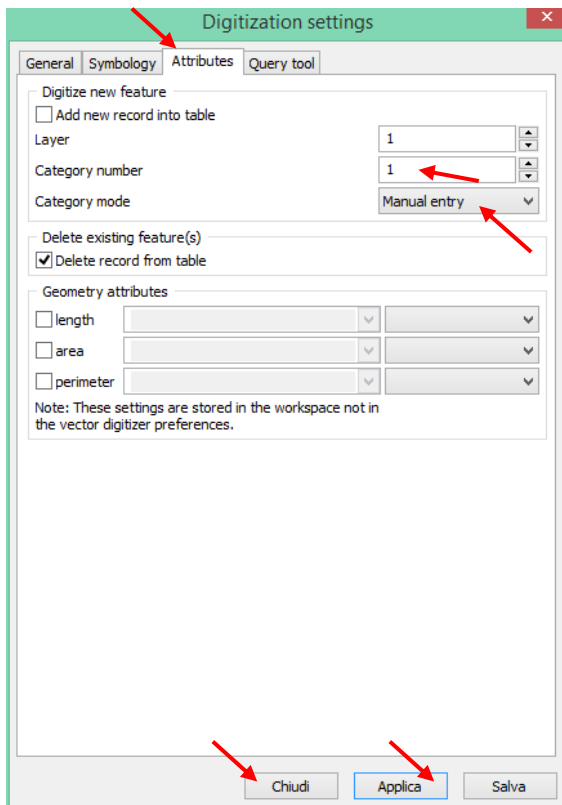 Digitization settings
General Symbology Attributes Query tool
Digitize new feature
Add new record into table
Layer 1
Category number 1
Category mode Manual entry
Delete existing feature(s)
Delete record from table
Geometry attributes
length
area
perimeter
Note: These settings are stored in the workspace not in
the vector digitizer preferences.
Chiudi Applica Salva